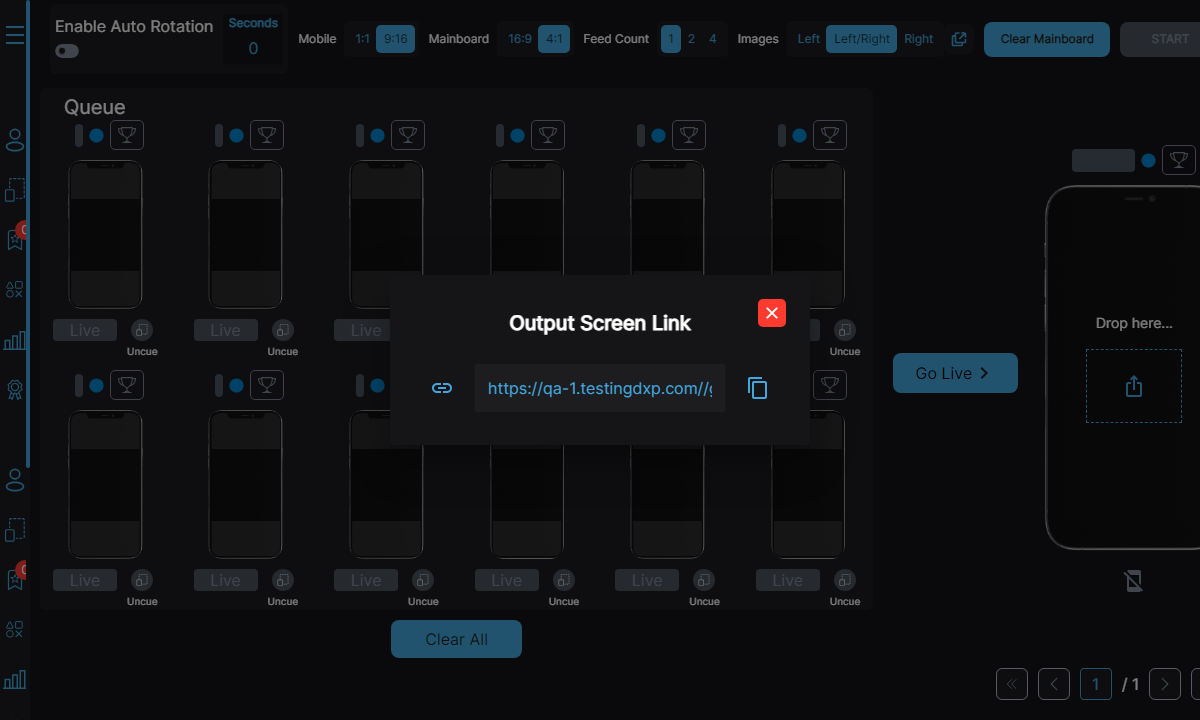 Enable Auto Rotation
Seconds
0
Mobile 1:1 9:16 Mainboard 16:9 4:1 Feed Count 1 2 4 Images Left Left/Right Right Clear Mainboard START
Queue
Live Live Live
Uncue Uncue Uncue
Output Screen Link
https://qa-1.testingdxp.com//
Go Live
Drop here...
Live Live Live Live Live Live
Uncue Uncue Uncue Uncue Uncue Uncue
Clear All
1 / 1